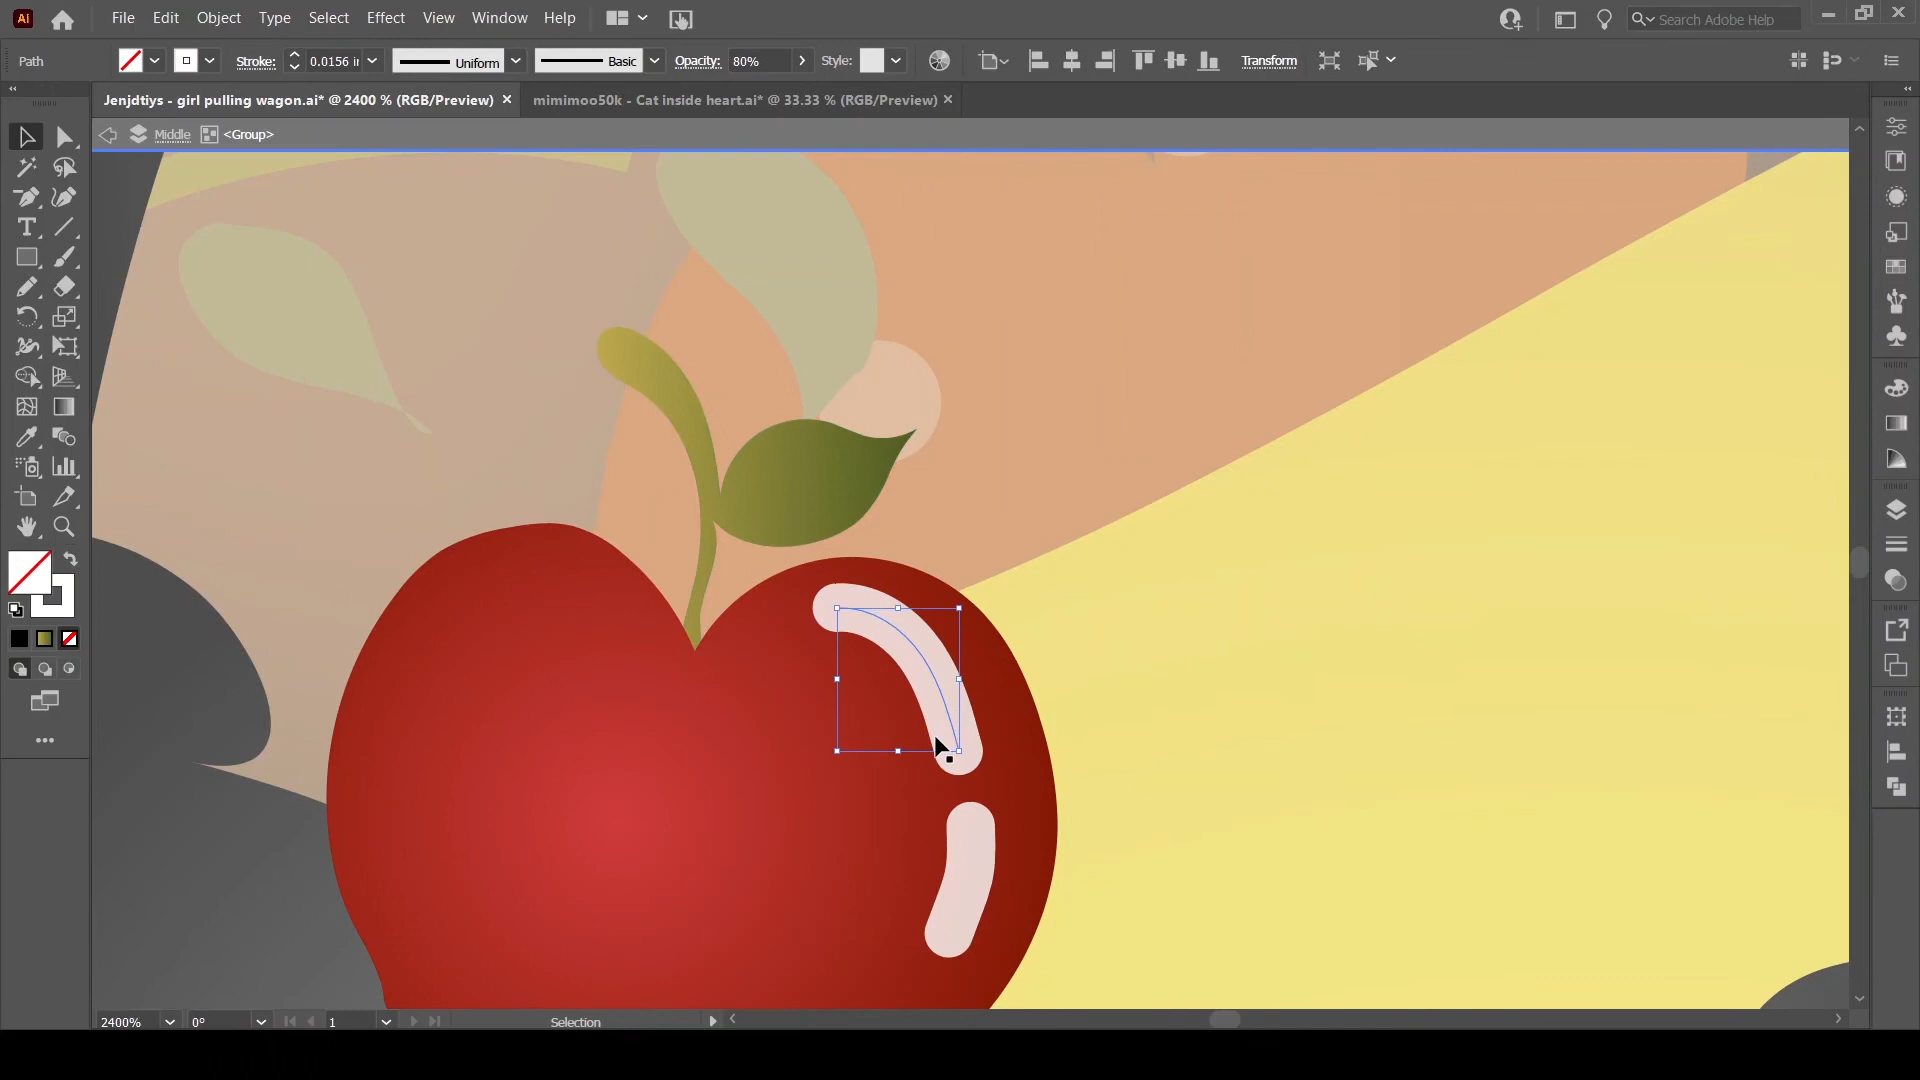 Ai File Edit Object Type Select Effect View Window Help Search Adobe Help
Path Stroke: 0.0156 ir Uniform Basic Opacity: 80% Style: Transform
Jenjdtiys - girl pulling wagon.ai* @ 2400 % (RGB/Preview) × mimimoo50k - Cat inside heart.ai* @ 33.33 % (RGB/Preview) ×
Middle <Group>
2400% 0° 1 Selection